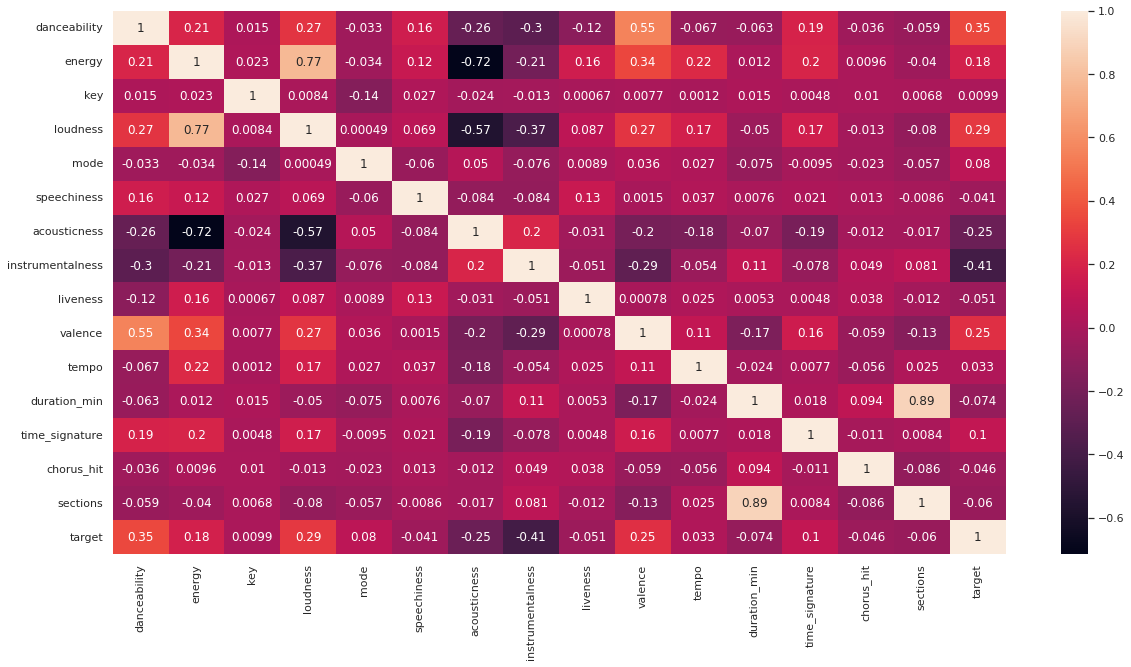 danceability 1 0.21 0.015 0.27 -0.033 0.16 -0.26 -0.3 -0.12 0.55 -0.067 -0.063 0.19 -0.036 -0.059 0.35
energy 0.21 1 0.023 0.77 -0.034 0.12 -0.72 -0.21 0.16 0.34 0.22 0.012 0.2 0.0096 -0.04 0.18
key 0.015 0.023 1 0.0084 -0.14 0.027 -0.024 -0.013 0.00067 0.0077 0.0012 0.015 0.0048 0.01 0.0068 0.0099
loudness 0.27 0.77 0.0084 1 0.00049 0.069 -0.57 -0.37 0.087 0.27 0.17 -0.05 0.17 -0.013 -0.08 0.29
mode -0.033 -0.034 -0.14 0.00049 1 -0.06 0.05 -0.076 0.0089 0.036 0.027 -0.075 -0.0095 -0.023 -0.057 0.08
speechiness 0.16 0.12 0.027 0.069 -0.06 1 -0.084 -0.084 0.13 0.0015 0.037 0.0076 0.021 0.013 -0.0086 -0.041
acousticness -0.26 -0.72 -0.024 -0.57 0.05 -0.084 1 0.2 -0.031 -0.2 -0.18 -0.07 -0.19 -0.012 -0.017 -0.25
instrumentalness -0.3 -0.21 -0.013 -0.37 -0.076 -0.084 0.2 1 -0.051 -0.29 -0.054 0.11 -0.078 0.049 0.081 -0.41
liveness -0.12 0.16 0.00067 0.087 0.0089 0.13 -0.031 -0.051 1 0.00078 0.025 0.0053 0.0048 0.038 -0.012 -0.051
valence 0.55 0.34 0.0077 0.27 0.036 0.0015 -0.2 -0.29 0.00078 1 0.11 -0.17 0.16 -0.059 -0.13 0.25
tempo -0.067 0.22 0.0012 0.17 0.027 0.037 -0.18 -0.054 0.025 0.11 1 -0.024 0.0077 -0.056 0.025 0.033
duration_min -0.063 0.012 0.015 -0.05 -0.075 0.0076 -0.07 0.11 0.0053 -0.17 -0.024 1 0.018 0.094 0.89 -0.074
time_signature 0.19 0.2 0.0048 0.17 -0.0095 0.021 -0.19 -0.078 0.0048 0.16 0.0077 0.018 1 -0.011 0.0084 0.1
chorus_hit -0.036 0.0096 0.01 -0.013 -0.023 0.013 -0.012 0.049 0.038 -0.059 -0.056 0.094 -0.011 1 -0.086 -0.046
sections -0.059 -0.04 0.0068 -0.08 -0.057 -0.0086 -0.017 0.081 -0.012 -0.13 0.025 0.89 0.0084 -0.086 1 -0.06
target 0.35 0.18 0.0099 0.29 0.08 -0.041 -0.25 -0.41 -0.051 0.25 0.033 -0.074 0.1 -0.046 -0.06 1
danceability
energy
key
loudness
mode
speechiness
acousticness
instrumentalness
liveness
valence
tempo
duration_min
time_signature
chorus_hit
sections
target
1.0
0.8
0.6
0.4
0.2
0.0
−0.2
−0.4
−0.6